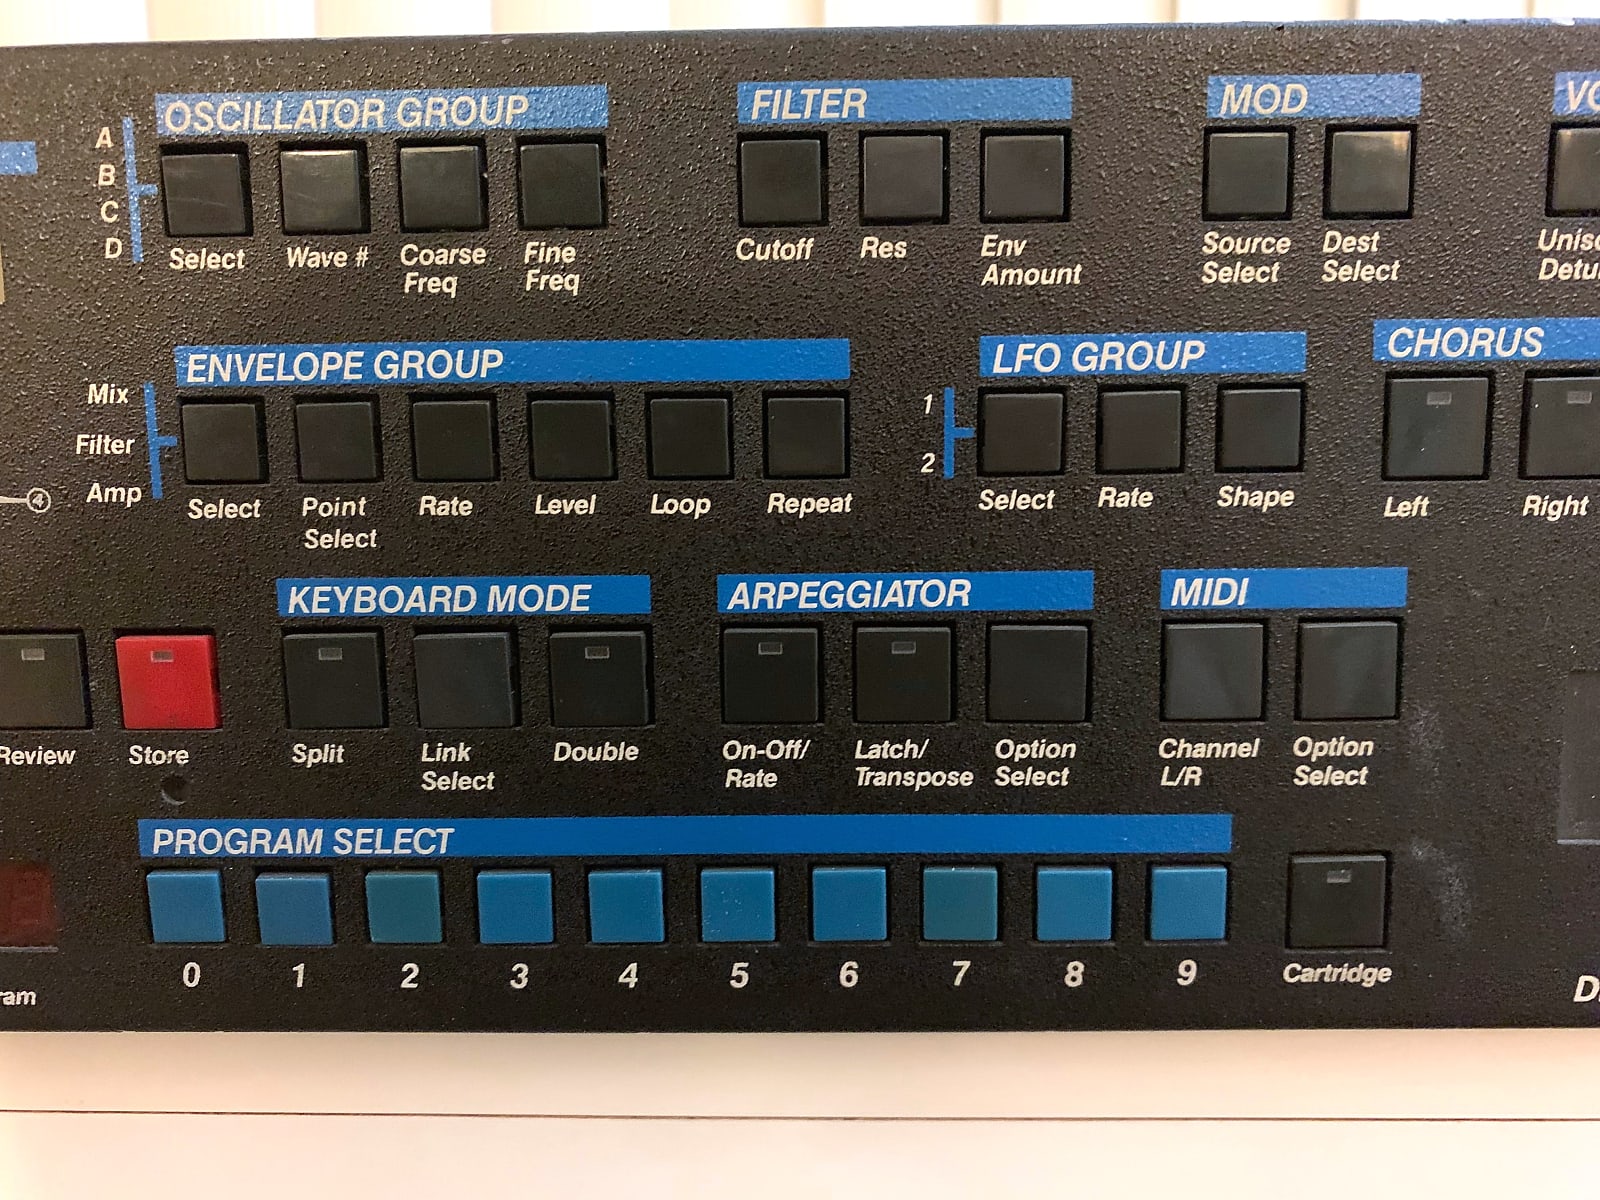 OSCILLATOR GROUP
A
B
C
D
Select
Wave #
Coarse
Freq
Fine
Freq
FILTER
Cutoff
Res
Env
Amount
MOD
Source
Select
Dest
Select
ENVELOPE GROUP
Mix
Filter
Amp
4
Select
Point
Select
Rate
Level
Loop
Repeat
LFO GROUP
1
2
Select
Rate
Shape
CHORUS
Left
Right
Review
Store
KEYBOARD MODE
Split
Link
Select
Double
ARPEGGIATOR
On-Off/
Rate
Latch/
Transpose
Option
Select
MIDI
Channel
L/R
Option
Select
PROGRAM SELECT
0 1 2 3 4 5 6 7 8 9
Cartridge